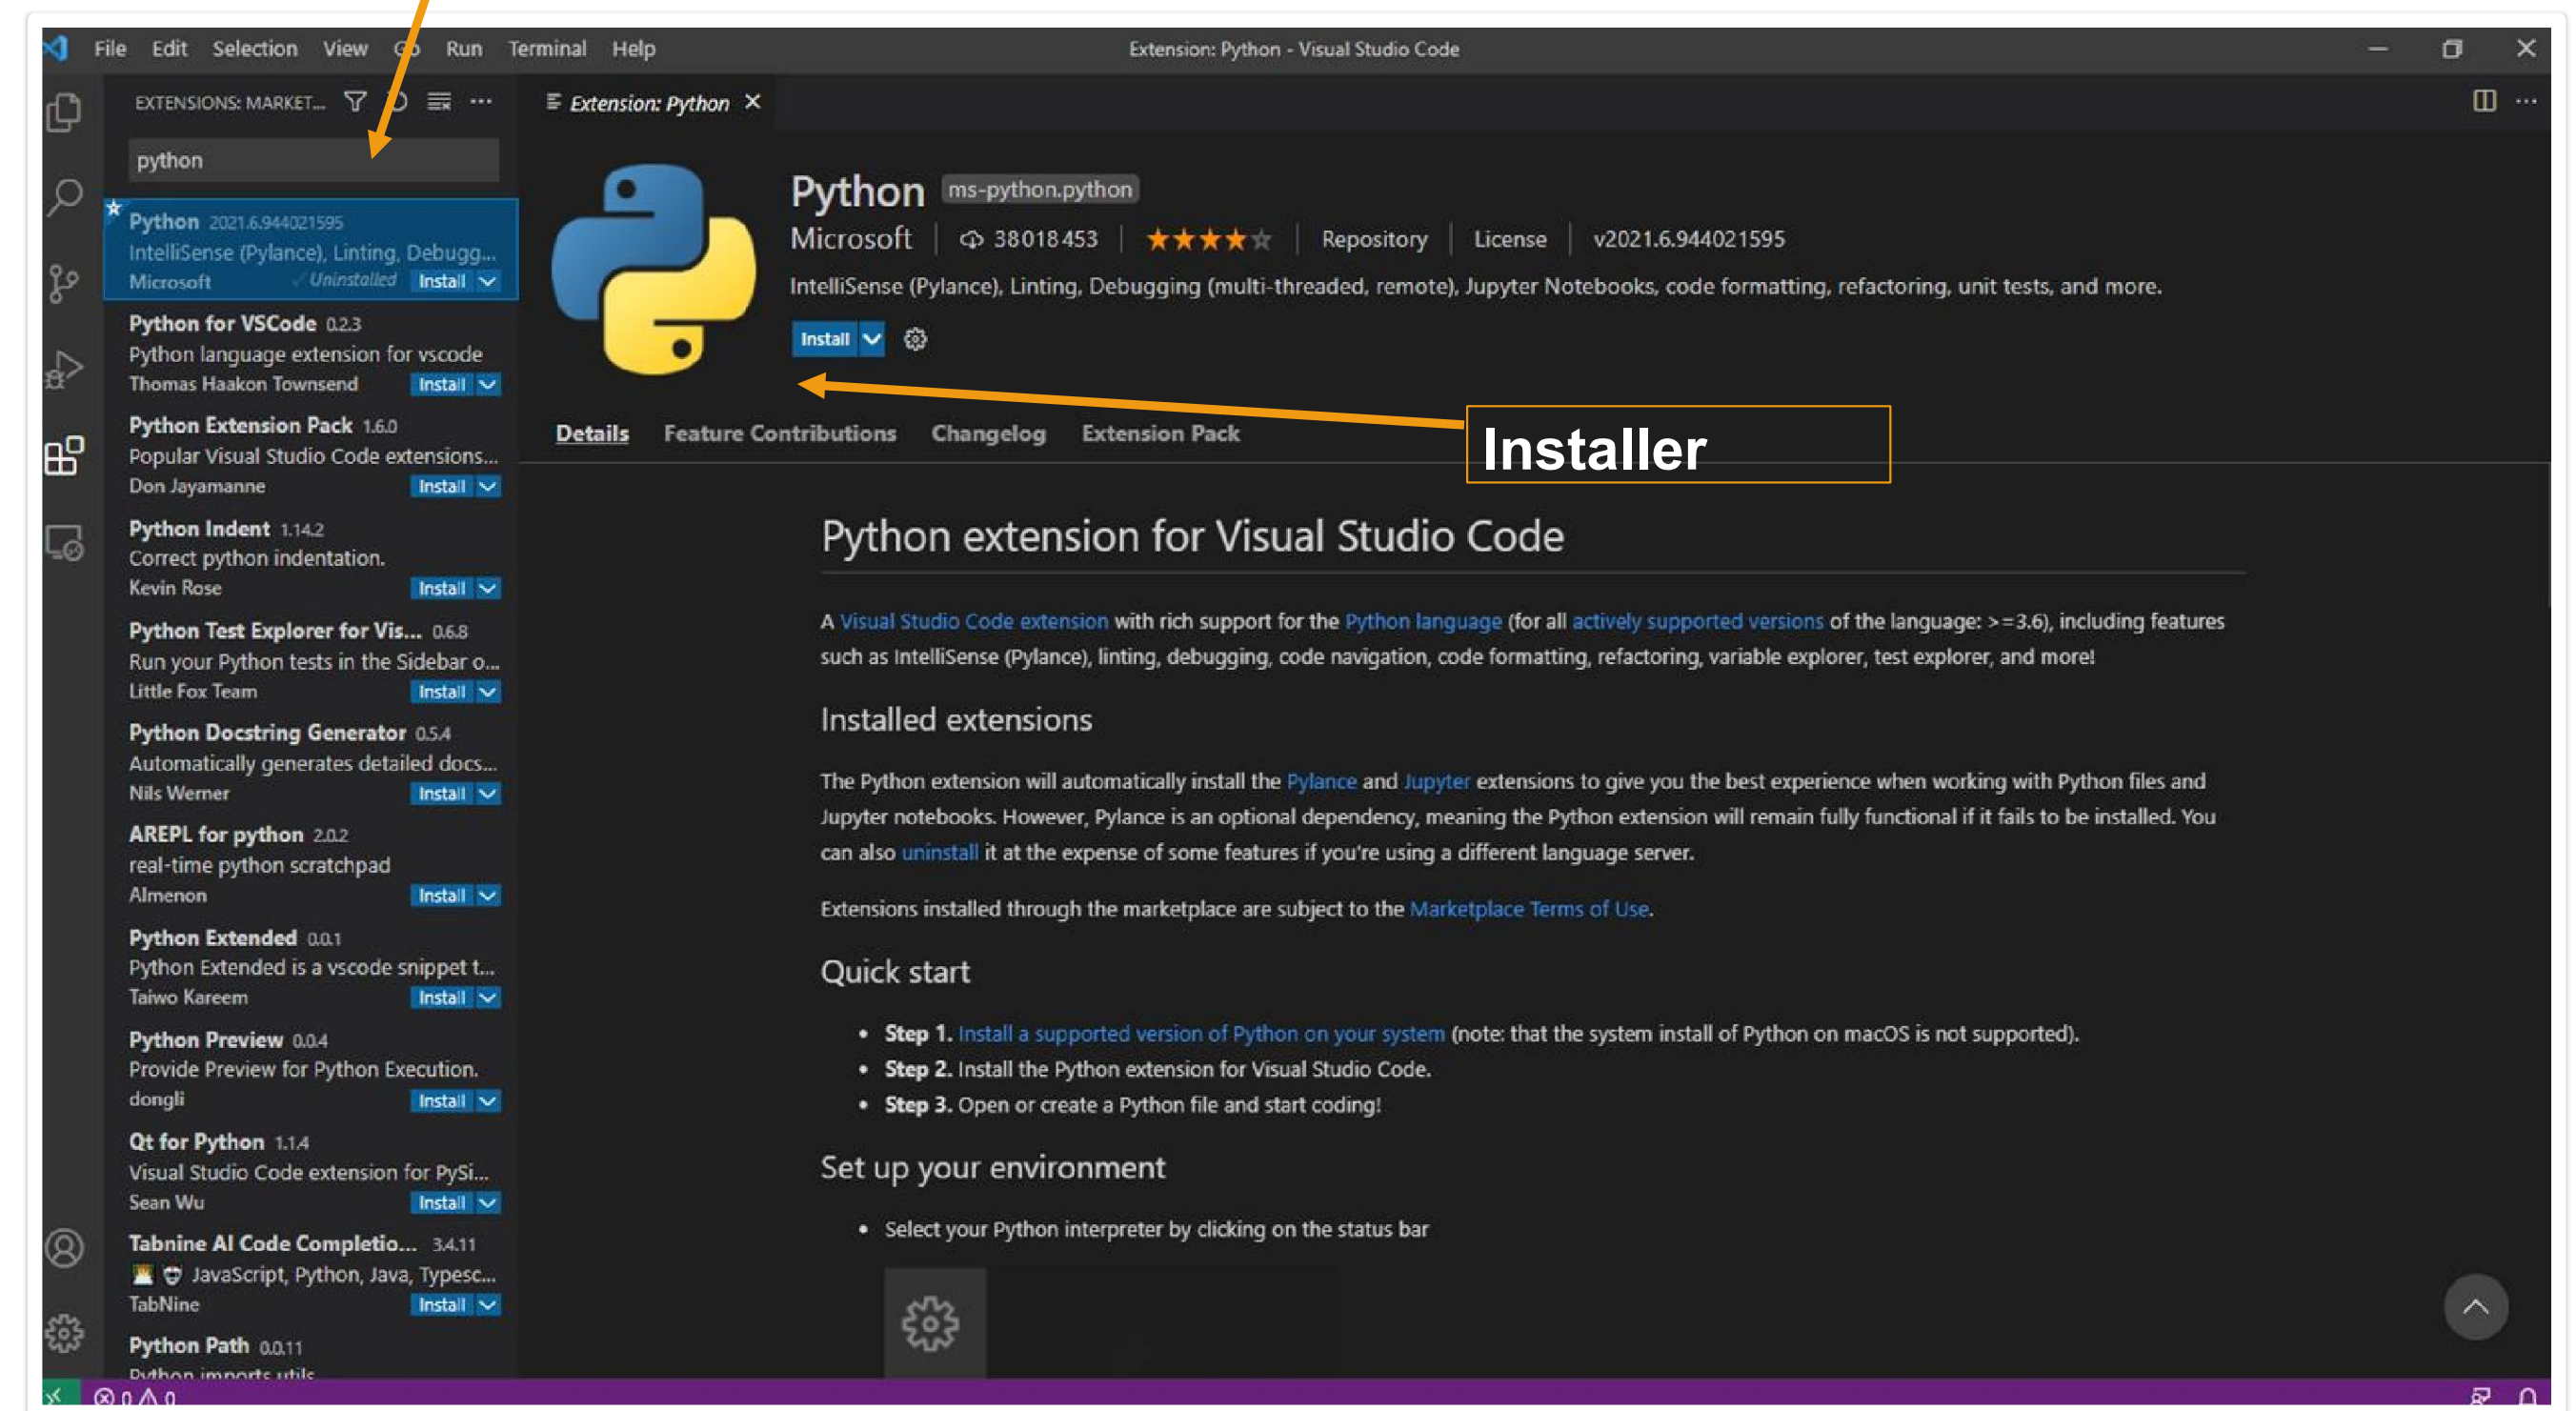 File Edit Selection View Go Run Terminal Help
Extension: Python - Visual Studio Code
EXTENSIONS: MARKET...
Extension: Python
python
Python 2021.6.944021595
IntelliSense (Pylance), Linting, Debugg...
Microsoft Uninstalled Install
Python for VSCode 0.2.3
Python language extension for vscode
Thomas Haakon Townsend Install
Python Extension Pack 1.6.0
Popular Visual Studio Code extensions...
Don Jayamanne Install
Python Indent 1.14.2
Correct python indentation.
Kevin Rose Install
Python Test Explorer for Vis... 0.6.8
Run your Python tests in the Sidebar o...
Little Fox Team Install
Python Docstring Generator 0.5.4
Automatically generates detailed docs...
Nils Werner Install
AREPL for python 2.0.2
real-time python scratchpad
Almenon Install
Python Extended 0.0.1
Python Extended is a vscode snippet t...
Taiwo Kareem Install
Python Preview 0.0.4
Provide Preview for Python Execution.
dongli Install
Qt for Python 1.1.4
Visual Studio Code extension for PySi...
Sean Wu Install
Tabnine AI Code Completio... 3.4.11
JavaScript, Python, Java, Typesc...
TabNine Install
Python Path 0.0.11
Python imports utils
Python ms-python.python
Microsoft 38018453 Repository License v2021.6.944021595
IntelliSense (Pylance), Linting, Debugging (multi-threaded, remote), Jupyter Notebooks, code formatting, refactoring, unit tests, and more.
Install
Installer
Details Feature Contributions Changelog Extension Pack
Python extension for Visual Studio Code
A Visual Studio Code extension with rich support for the Python language (for all actively supported versions of the language: >=3.6), including features
such as IntelliSense (Pylance), linting, debugging, code navigation, code formatting, refactoring, variable explorer, test explorer, and more!
Installed extensions
The Python extension will automatically install the Pylance and Jupyter extensions to give you the best experience when working with Python files and
Jupyter notebooks. However, Pylance is an optional dependency, meaning the Python extension will remain fully functional if it fails to be installed. You
can also uninstall it at the expense of some features if you're using a different language server.
Extensions installed through the marketplace are subject to the Marketplace Terms of Use.
Quick start
• Step 1. Install a supported version of Python on your system (note: that the system install of Python on macOS is not supported).
• Step 2. Install the Python extension for Visual Studio Code.
• Step 3. Open or create a Python file and start coding!
Set up your environment
• Select your Python interpreter by clicking on the status bar
0 0